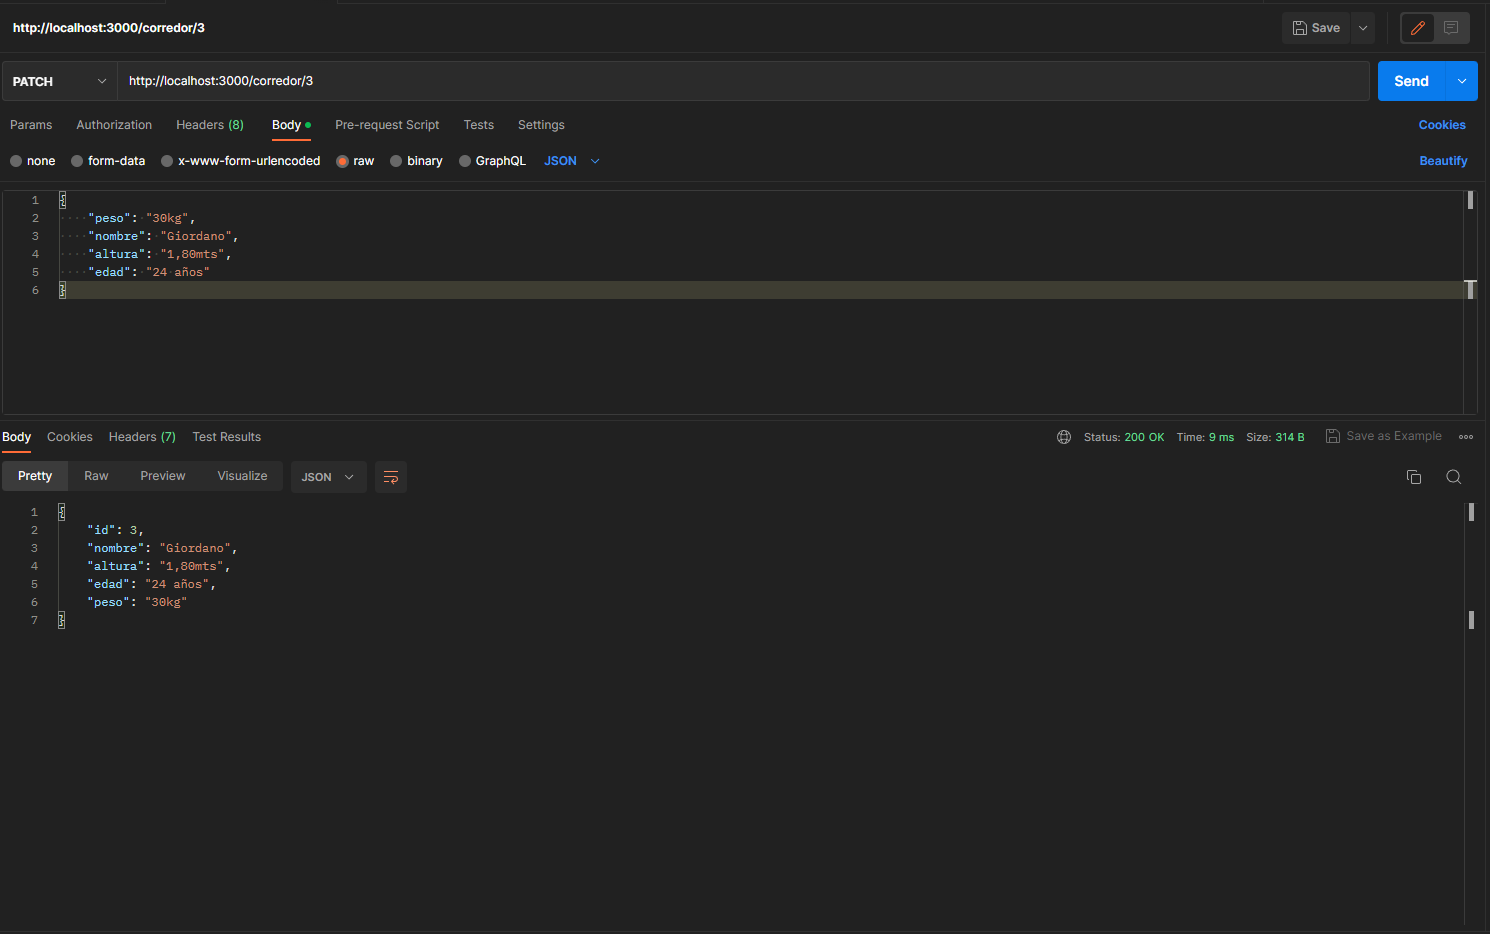 http://localhost:3000/corredor/3
Save
PATCH
http://localhost:3000/corredor/3
Send
Params Authorization Headers (8) Body Pre-request Script Tests Settings Cookies
none form-data x-www-form-urlencoded raw binary GraphQL JSON Beautify
1 {
2 "peso": "30kg",
3 "nombre": "Giordano",
4 "altura": "1,80mts",
5 "edad": "24 años"
6 }
Body Cookies Headers (7) Test Results Status: 200 OK Time: 9 ms Size: 314 B Save as Example
Pretty Raw Preview Visualize JSON
1 {
2 "id": 3,
3 "nombre": "Giordano",
4 "altura": "1,80mts",
5 "edad": "24 años",
6 "peso": "30kg"
7 }